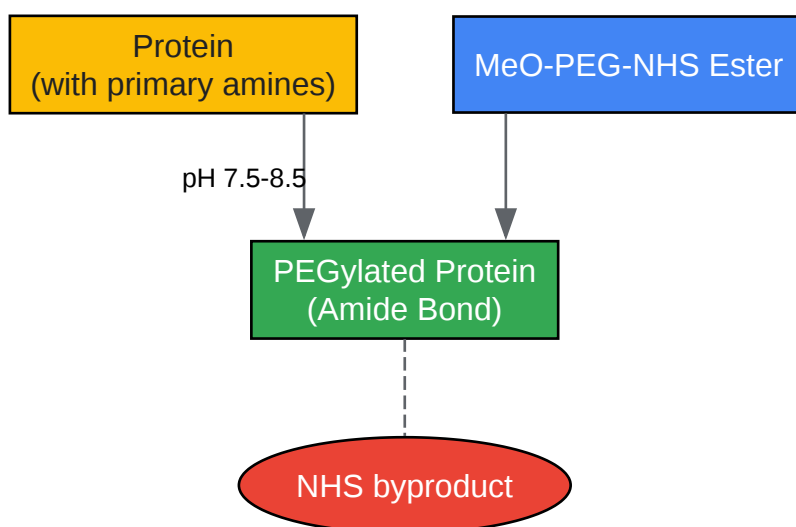 Protein
(with primary amines)
MeO-PEG-NHS Ester
pH 7.5-8.5
PEGylated Protein
(Amide Bond)
NHS byproduct